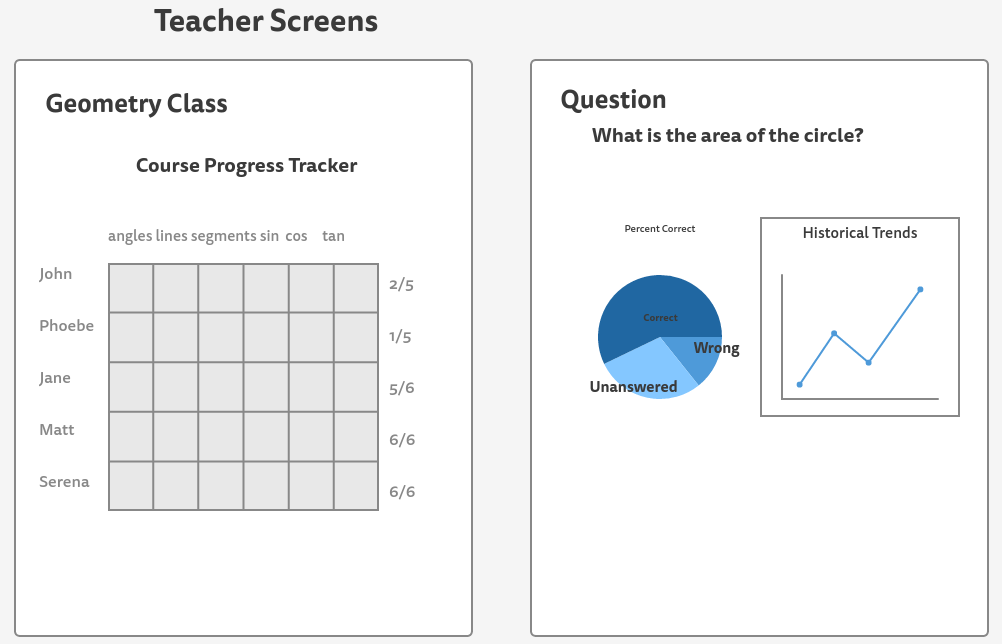 Teacher Screens
Geometry Class
Course Progress Tracker
angles lines segments sin cos tan
John 2/5
Phoebe 1/5
Jane 5/6
Matt 6/6
Serena 6/6
Question
What is the area of the circle?
Percent Correct
Correct
Wrong
Unanswered
Historical Trends